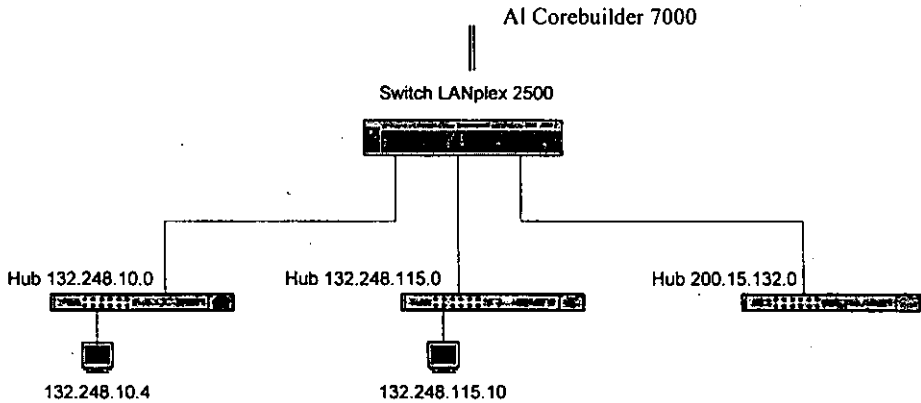 Al Corebuilder 7000
Switch LANplex 2500
Hub 132.248.10.0
Hub 132.248.115.0
Hub 200.15.132.0
132.248.10.4
132.248.115.10